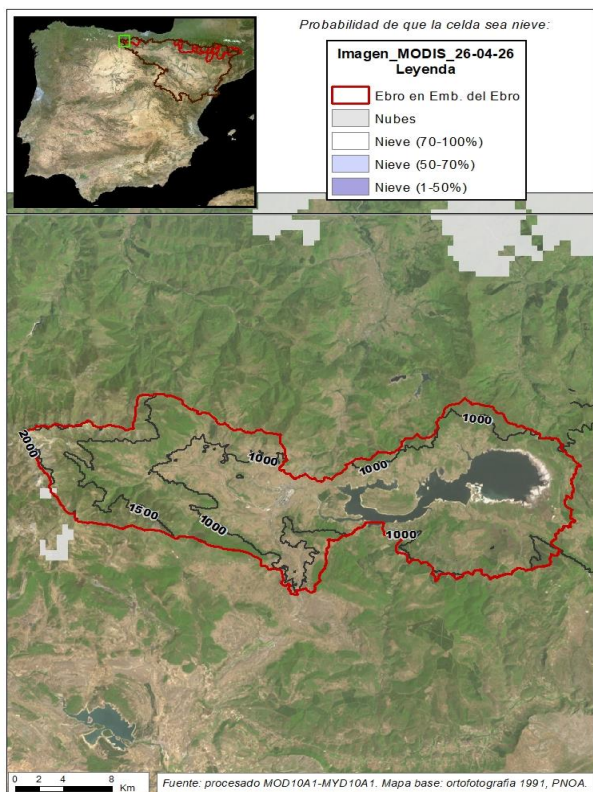 Probabilidad de que la celda sea nieve:
Imagen_MODIS_26-04-26
Leyenda
Ebro en Emb. del Ebro
Nubes
Nieve (70-100%)
Nieve (50-70%)
Nieve (1-50%)
1000
2000
1000
1000
1500
1000
1000
0 2 4 8
Km
Fuente: procesado MOD10A1-MYD10A1. Mapa base: ortofotografía 1991, PNOA.